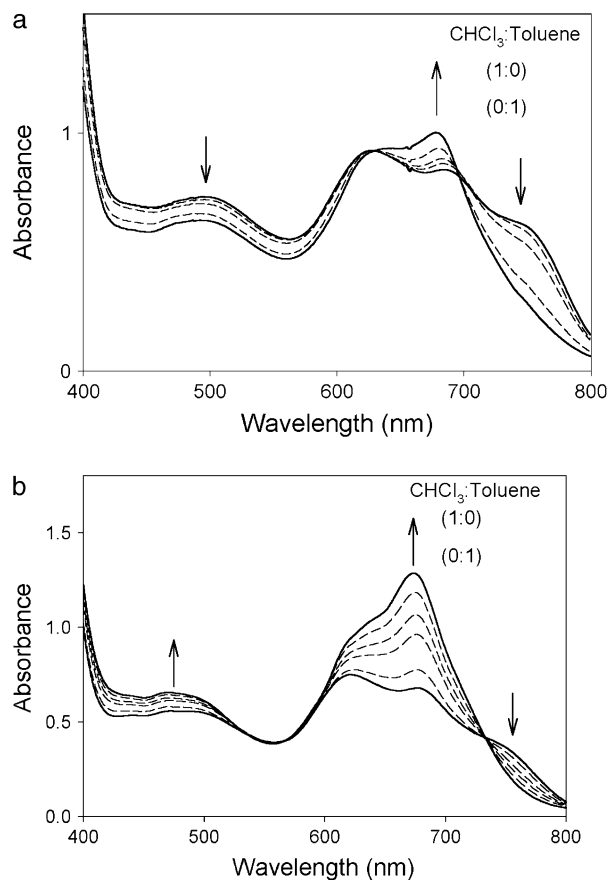 a
CHCl3:Toluene
(1:0)
(0:1)
1
0
Absorbance
400 500 600 700 800
Wavelength (nm)
b
CHCl3:Toluene
(1:0)
(0:1)
1.5
1.0
0.5
0.0
Absorbance
400 500 600 700 800
Wavelength (nm)